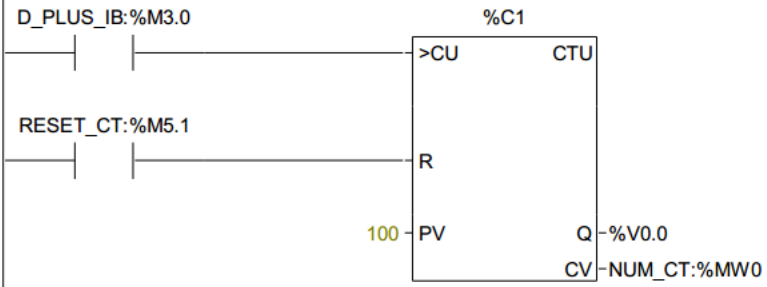 D_PLUS_IB:%M3.0
%C1
>CU
CTU
RESET_CT:%M5.1
R
100
PV
Q
%V0.0
CV
NUM_CT:%MW0